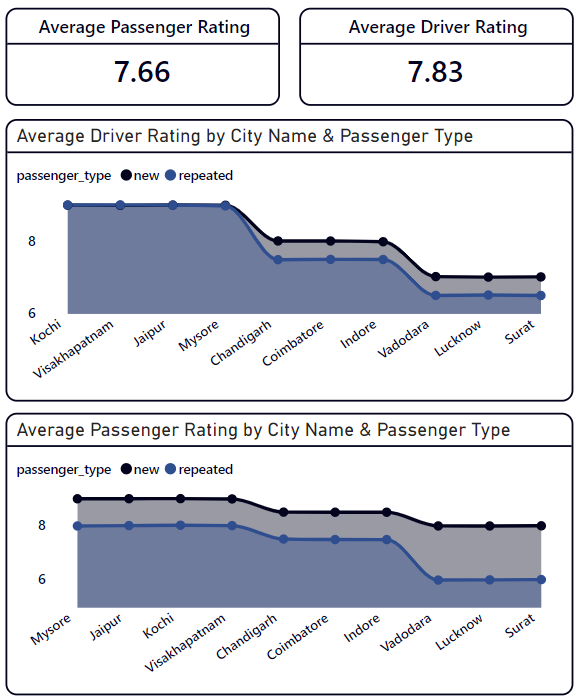 Average Passenger Rating
7.66
Average Driver Rating
7.83
Average Driver Rating by City Name & Passenger Type
passenger_type new repeated
8
6
Kochi
Visakhapatnam
Jaipur
Mysore
Chandigarh
Coimbatore
Indore
Vadodara
Lucknow
Surat
Average Passenger Rating by City Name & Passenger Type
passenger_type new repeated
8
6
Mysore
Jaipur
Kochi
Visakhapatnam
Chandigarh
Coimbatore
Indore
Vadodara
Lucknow
Surat